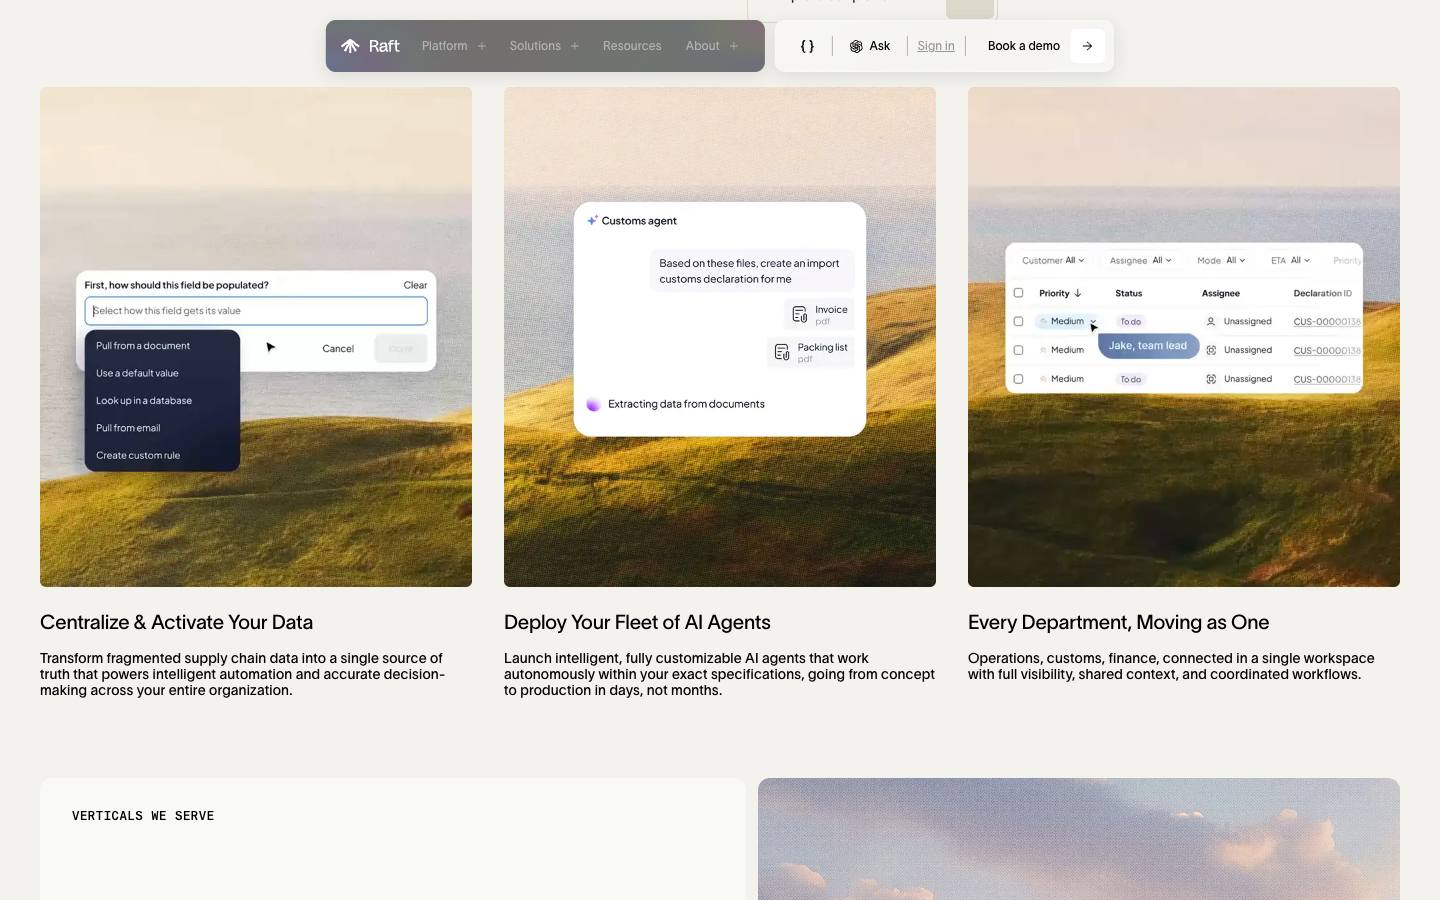 Raft
Platform
Solutions
Resources
About
{ }
Ask
Sign in
Book a demo
First, how should this field be populated?
Clear
Select how this field gets its value
Pull from a document
Use a default value
Look up in a database
Pull from email
Create custom rule
Cancel
Customs agent
Based on these files, create an import
customs declaration for me
Invoice
pdf
Packing list
pdf
Extracting data from documents
Customer All
Assignee All
Mode All
ETA All
Priority
Priority Status Assignee Declaration ID
Medium To do Unassigned CUS-00000138
Jake, team lead
Medium Unassigned CUS-00000138
Medium To do Unassigned CUS-00000138
Centralize & Activate Your Data
Transform fragmented supply chain data into a single source of
truth that powers intelligent automation and accurate decision-
making across your entire organization.
Deploy Your Fleet of AI Agents
Launch intelligent, fully customizable AI agents that work
autonomously within your exact specifications, going from concept
to production in days, not months.
Every Department, Moving as One
Operations, customs, finance, connected in a single workspace
with full visibility, shared context, and coordinated workflows.
VERTICALS WE SERVE